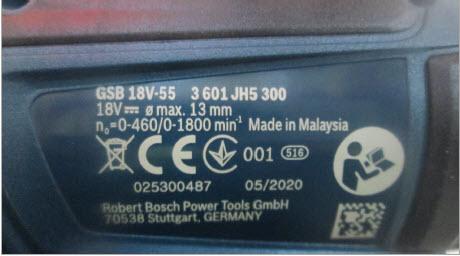 GSB 18V-55 3 601 JH5 300
18V⎓ ø max. 13 mm
n₀=0-460/0-1800 min⁻¹ Made in Malaysia
CE 001 516
025300487 05/2020
Robert Bosch Power Tools GmbH
70538 Stuttgart, GERMANY